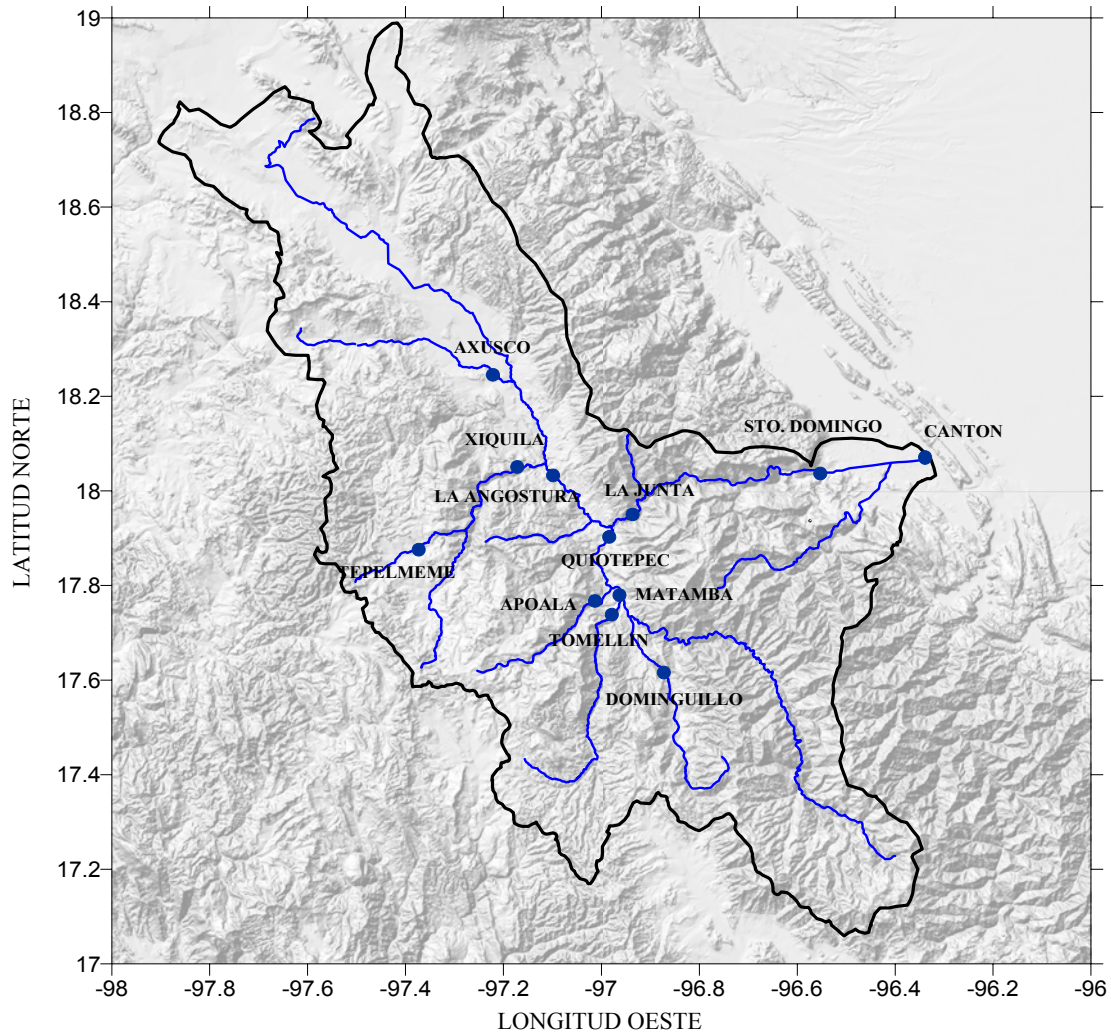 19
18.8
18.6
18.4
18.2
18
17.8
17.6
17.4
17.2
17
LATITUD NORTE
AXUSCO
STO. DOMINGO
CANTON
XIQUILA
LA ANGOSTURA
LA JUNTA
QUIOTEPEC
TEPELMEME
APOALA
MATAMBA
TOMELLIN
DOMINGUILLO
-98
-97.8
-97.6
-97.4
-97.2
-97
-96.8
-96.6
-96.4
-96.2
-96
LONGITUD OESTE